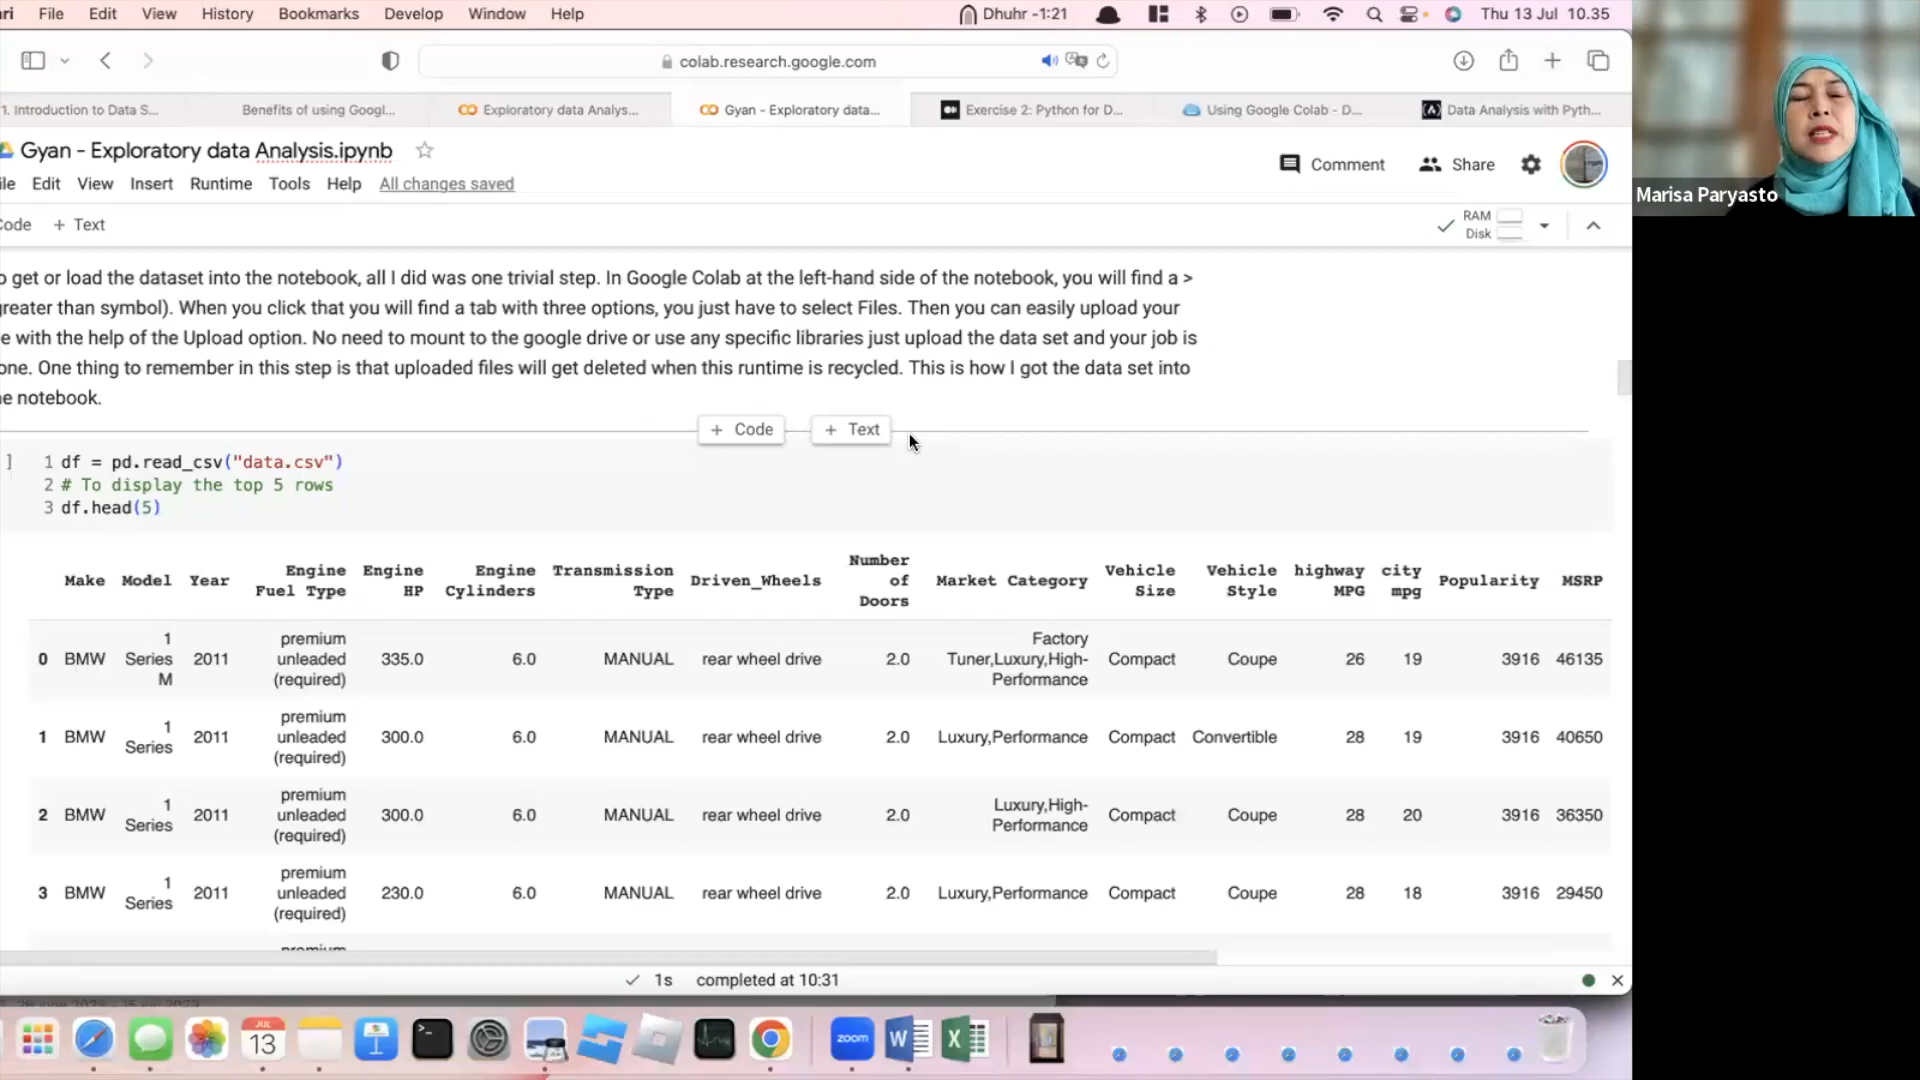 ri File Edit View History Bookmarks Develop Window Help Dhuhr -1:21 Thu 13 Jul 10.35
colab.research.google.com
1. Introduction to Data S... Benefits of using Googl... Exploratory data Analys... Gyan - Exploratory data... Exercise 2: Python for D... Using Google Colab - D... Data Analysis with Pyth...
Gyan - Exploratory data Analysis.ipynb
Comment Share
ile Edit View Insert Runtime Tools Help All changes saved
Code + Text
RAM
Disk
Marisa Paryasto
o get or load the dataset into the notebook, all I did was one trivial step. In Google Colab at the left-hand side of the notebook, you will find a >
greater than symbol). When you click that you will find a tab with three options, you just have to select Files. Then you can easily upload your
e with the help of the Upload option. No need to mount to the google drive or use any specific libraries just upload the data set and your job is
one. One thing to remember in this step is that uploaded files will get deleted when this runtime is recycled. This is how I got the data set into
e notebook.
+ Code + Text
] 1 df = pd.read_csv("data.csv")
2 # To display the top 5 rows
3 df.head(5)
Make Model Year Engine Fuel Type Engine HP Engine Cylinders Transmission Type Driven_Wheels Number of Doors Market Category Vehicle Size Vehicle Style highway MPG city mpg Popularity MSRP
0 BMW 1 Series M 2011 premium unleaded (required) 335.0 6.0 MANUAL rear wheel drive 2.0 Factory Tuner,Luxury,High-Performance Compact Coupe 26 19 3916 46135
1 BMW 1 Series 2011 premium unleaded (required) 300.0 6.0 MANUAL rear wheel drive 2.0 Luxury,Performance Compact Convertible 28 19 3916 40650
2 BMW 1 Series 2011 premium unleaded (required) 300.0 6.0 MANUAL rear wheel drive 2.0 Luxury,High-Performance Compact Coupe 28 20 3916 36350
3 BMW 1 Series 2011 premium unleaded (required) 230.0 6.0 MANUAL rear wheel drive 2.0 Luxury,Performance Compact Coupe 28 18 3916 29450
1s completed at 10:31
JUL
13
zoom
W
X